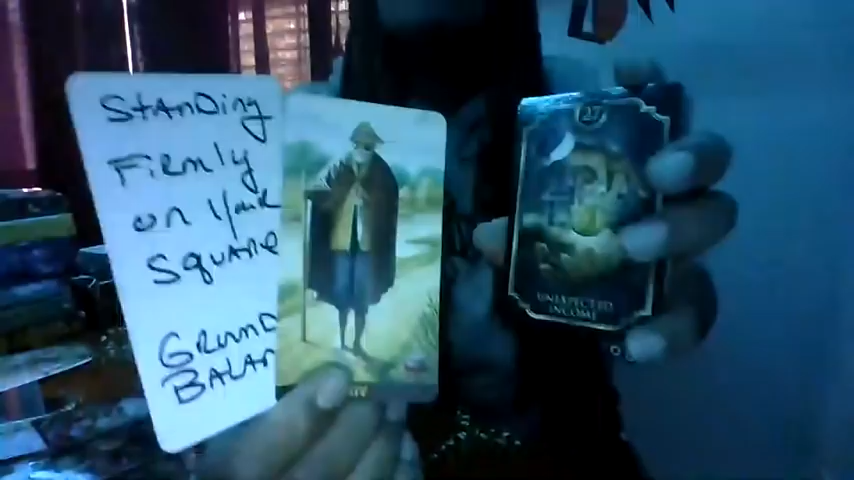 STANDING
FIRMLY
on YouR
SQUARE
GROUND
BALAN
27
UNEXPECTED
INCOME